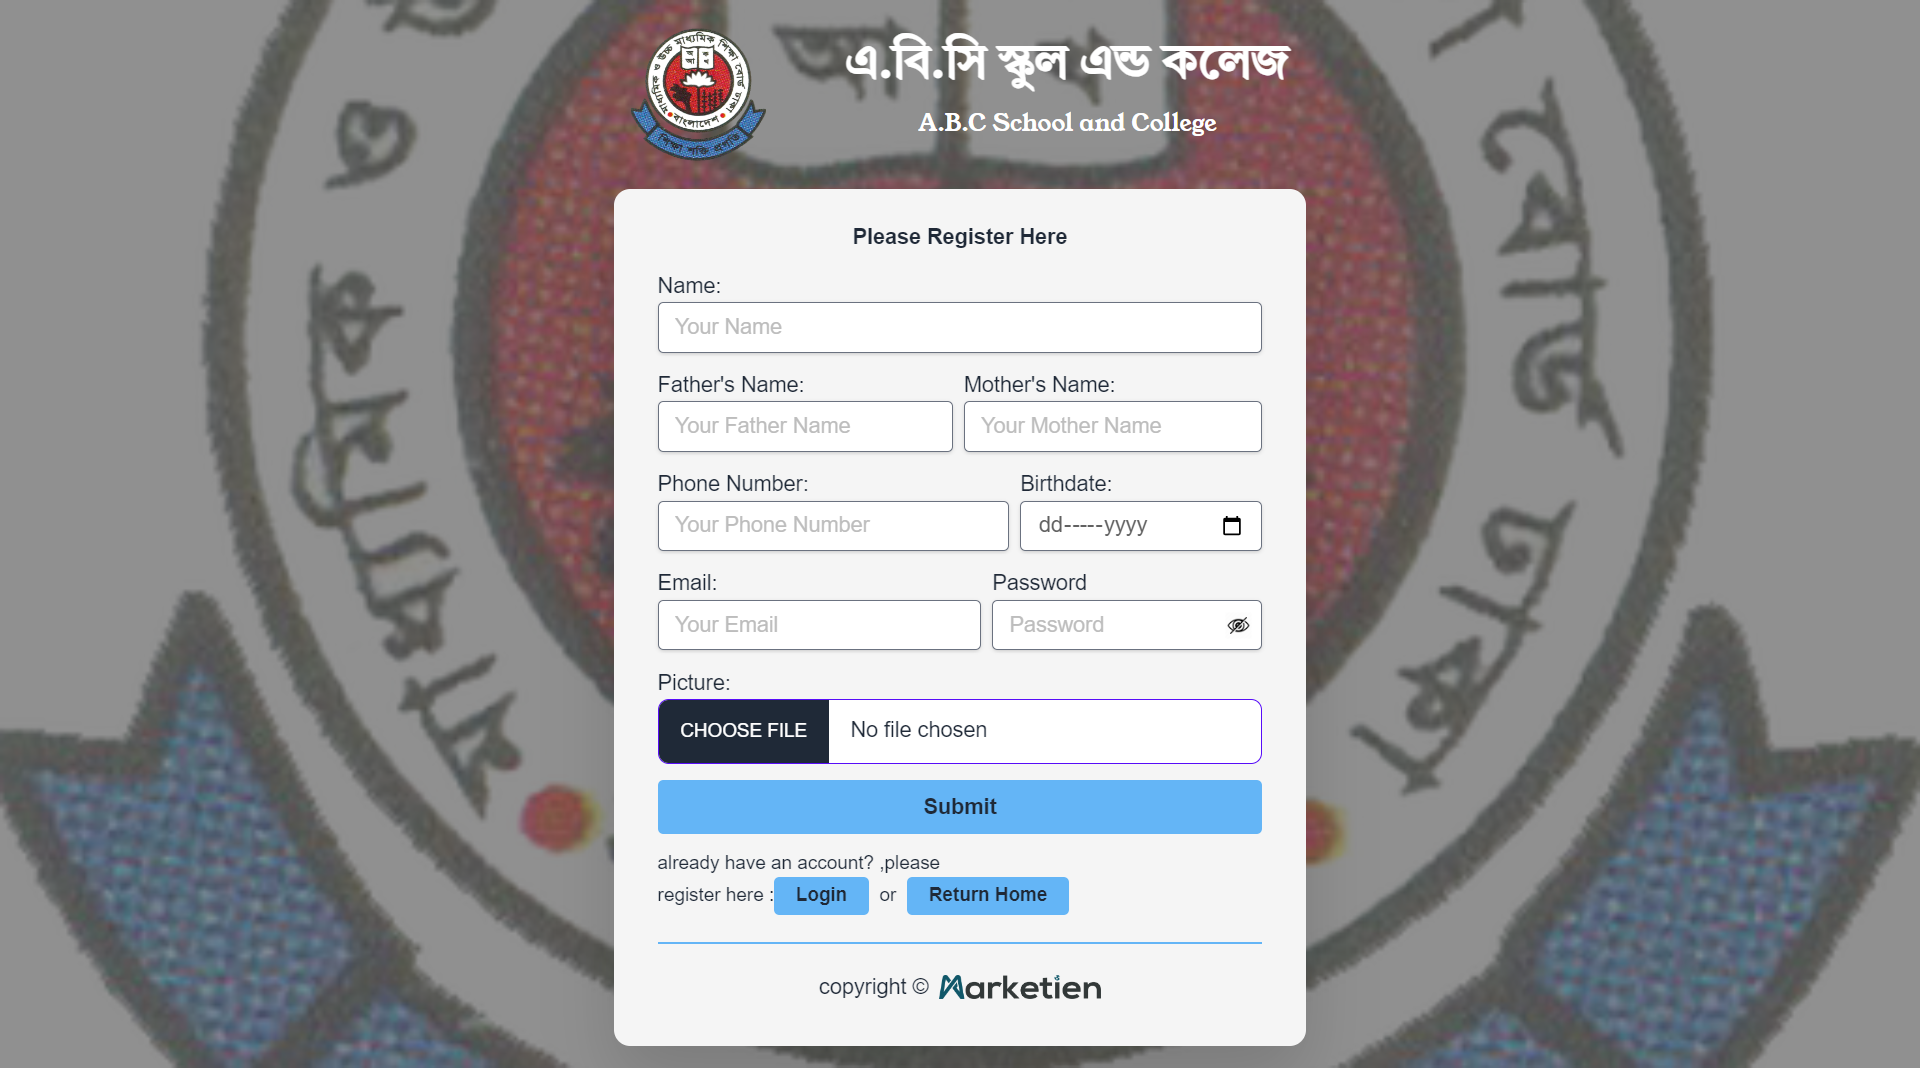 এ.বি.সি স্কুল এন্ড কলেজ
A.B.C School and College
Please Register Here
Name:
Your Name
Father's Name: Mother's Name:
Your Father Name Your Mother Name
Phone Number: Birthdate:
Your Phone Number dd-----yyyy
Email: Password
Your Email Password
Picture:
CHOOSE FILE No file chosen
Submit
already have an account? ,please
register here : Login or Return Home
copyright © Marketien